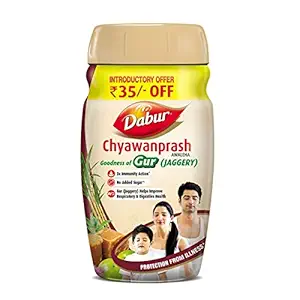 INTRODUCTORY OFFER
₹35/- OFF
Dabur
Chyawanprash
AWALEHA
Goodness of Gur (JAGGERY)
3x Immunity Action*
No Added Sugar**
Gur (Jaggery) Helps Improve
Respiratory & Digestive Health
PROTECTION FROM ILLNESS